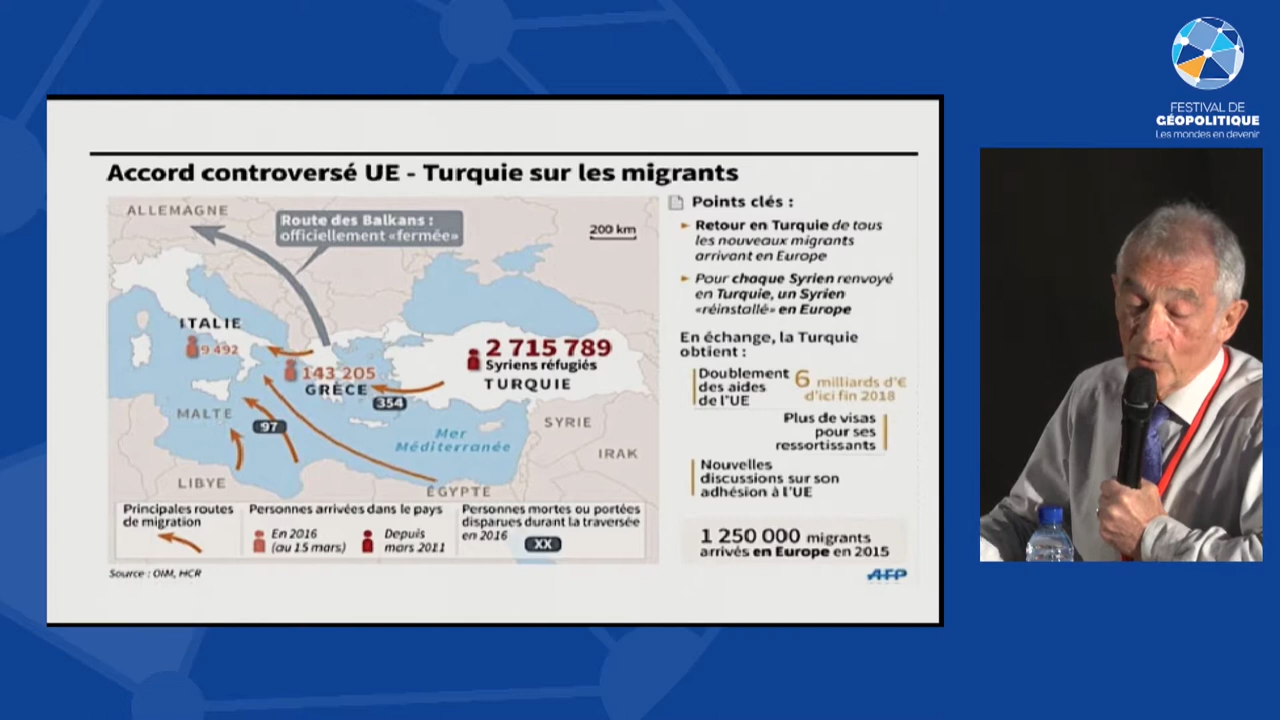 FESTIVAL DE
GÉOPOLITIQUE
Les mondes en devenir
Accord controversé UE - Turquie sur les migrants
ALLEMAGNE
Route des Balkans :
officiellement «fermée»
200 km
ITALIE
9 492
143 205
GRÈCE
354
2 715 789
Syriens réfugiés
TURQUIE
MALTE
97
Mer
Méditerranée
SYRIE
IRAK
LIBYE
ÉGYPTE
Principales routes
de migration
Personnes arrivées dans le pays
En 2016
(au 15 mars)
Depuis
mars 2011
Personnes mortes ou portées
disparues durant la traversée
en 2016
XX
Source : OIM, HCR
Points clés :
Retour en Turquie de tous
les nouveaux migrants
arrivant en Europe
Pour chaque Syrien renvoyé
en Turquie, un Syrien
«réinstallé» en Europe
En échange, la Turquie
obtient :
Doublement
des aides
de l'UE
6 milliards d'€
d'ici fin 2018
Plus de visas
pour ses
ressortissants
Nouvelles
discussions sur son
adhésion à l'UE
1 250 000 migrants
arrivés en Europe en 2015
AFP